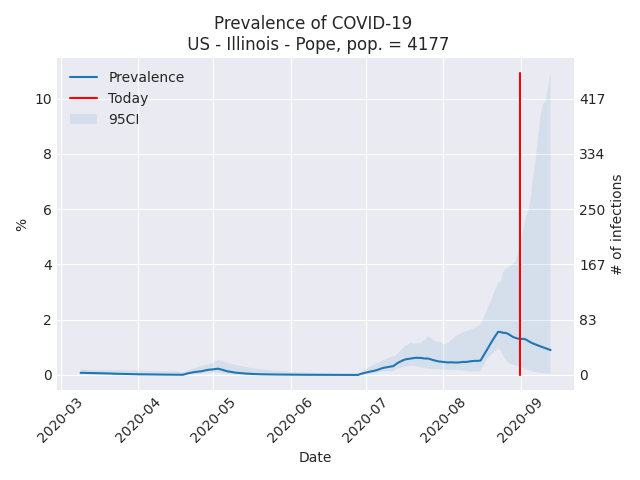 Prevalence of COVID-19
US - Illinois - Pope, pop. = 4177
Prevalence
Today
95CI
10
8
6
4
2
0
%
417
334
250
167
83
0
# of infections
2020-03
2020-04
2020-05
2020-06
2020-07
2020-08
2020-09
Date